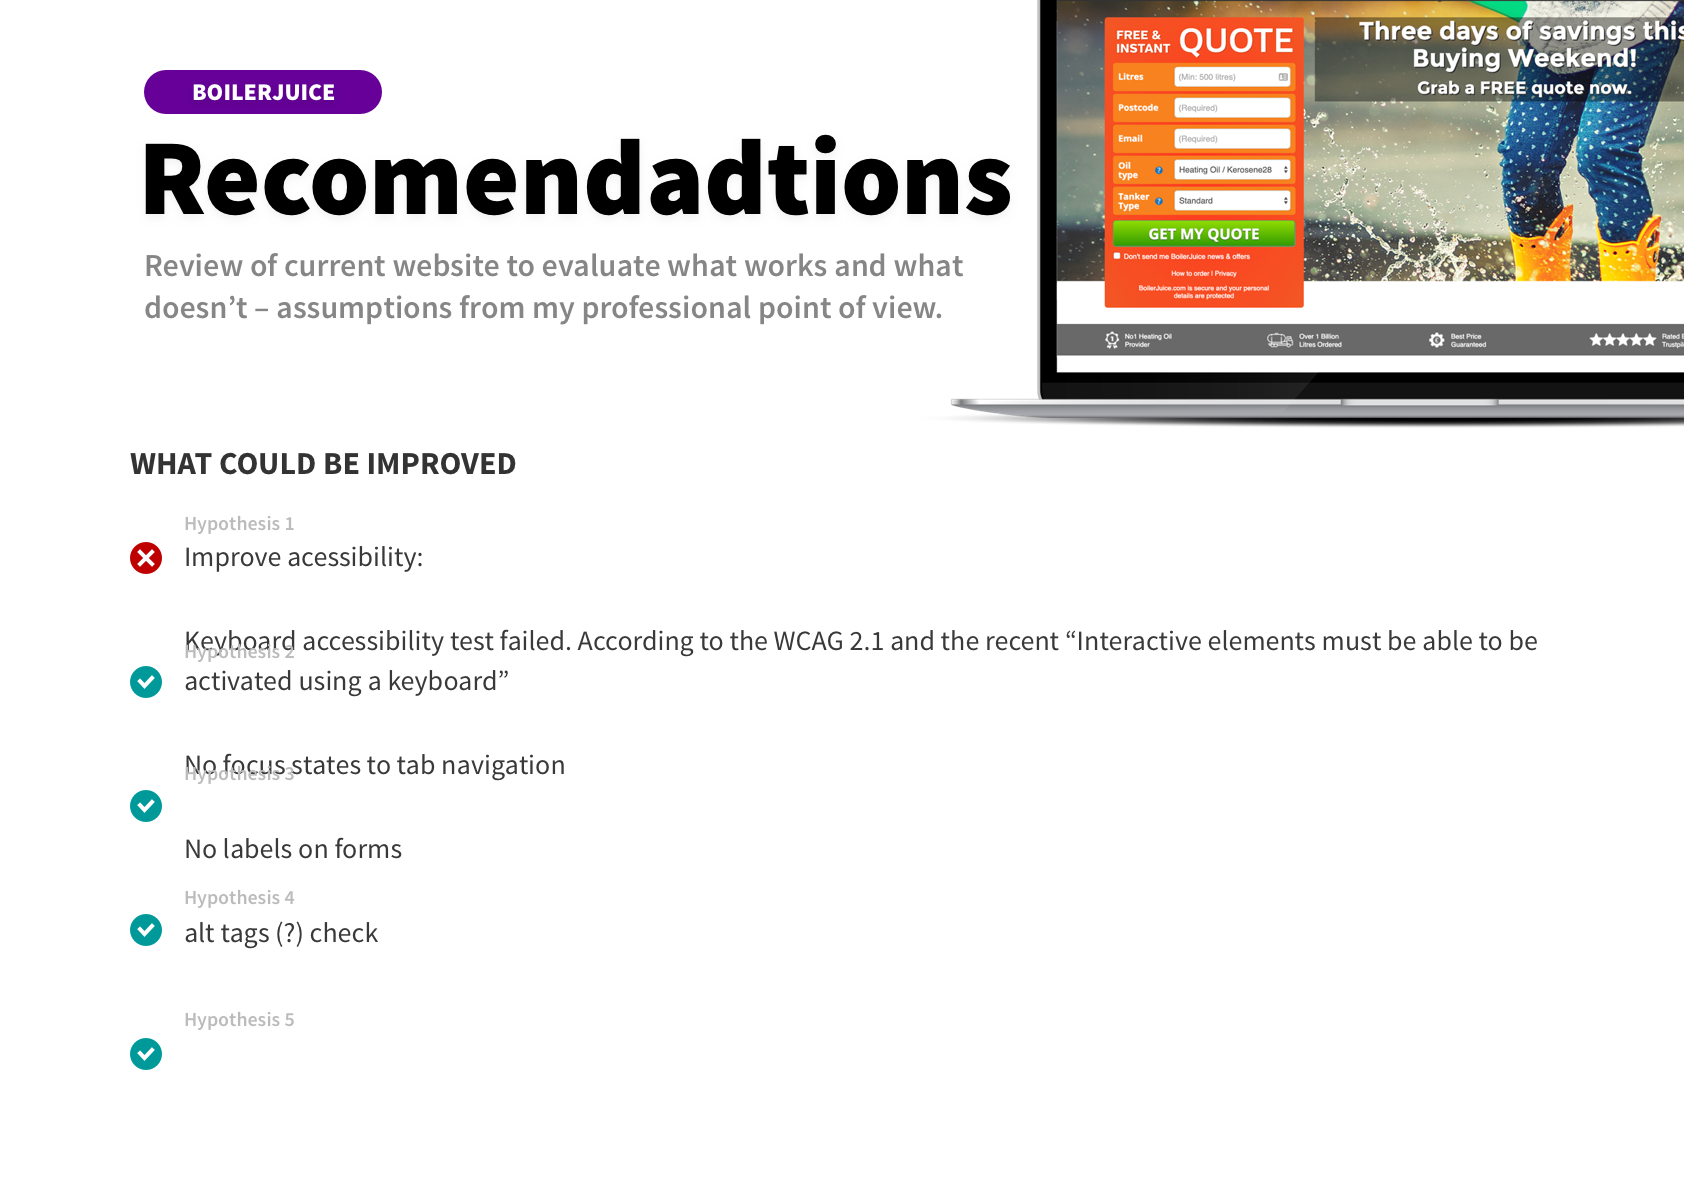 BOILERJUICE
Recomendadtions
Review of current website to evaluate what works and what
doesn’t – assumptions from my professional point of view.
FREE &
INSTANT
QUOTE
Litres
(Min: 500 litres)
Postcode
(Required)
Email
(Required)
Oil
type
?
Heating Oil / Kerosene28
Tanker
Type
?
Standard
GET MY QUOTE
Don't send me BoilerJuice news & offers
How to order | Privacy
BoilerJuice.com is secure and your personal
details are protected
Three days of savings this
Buying Weekend!
Grab a FREE quote now.
1
No1 Heating Oil
Provider
Over 1 Billion
Litres Ordered
Best Price
Guaranteed
Rated
WHAT COULD BE IMPROVED
Hypothesis 1
Improve acessibility:
Keyboard accessibility test failed. According to the WCAG 2.1 and the recent “Interactive elements must be able to be
Hypothesis 2
activated using a keyboard”
No focus states to tab navigation
Hypothesis 3
No labels on forms
Hypothesis 4
alt tags (?) check
Hypothesis 5